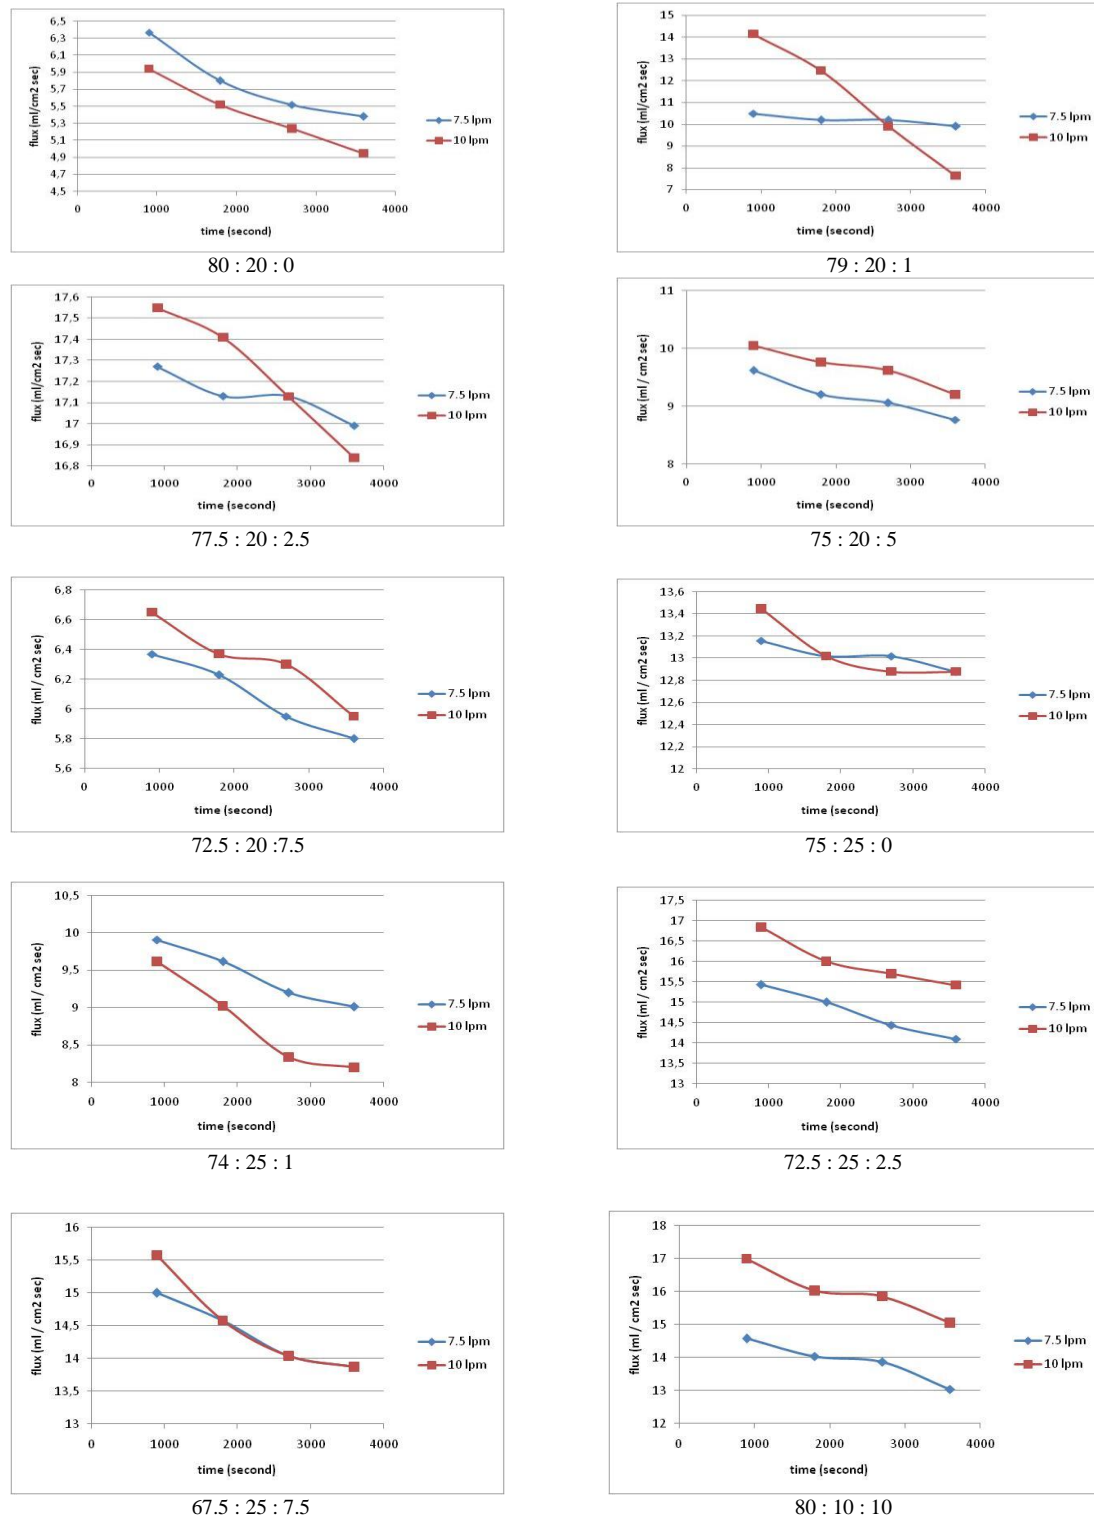 6,5
6,3
6,1
5,9
5,7
5,5
5,3
5,1
4,9
4,7
4,5
flux (ml/cm2 sec)
0 1000 2000 3000 4000
time (second)
7.5 lpm
10 lpm
80 : 20 : 0
15
14
13
12
11
10
9
8
7
flux (ml/cm2 sec)
0 1000 2000 3000 4000
time (second)
7.5 lpm
10 lpm
79 : 20 : 1
17,6
17,5
17,4
17,3
17,2
17,1
17
16,9
16,8
flux (ml/cm2 sec)
0 1000 2000 3000 4000
time (second)
7.5 lpm
10 lpm
77.5 : 20 : 2.5
11
10
9
8
flux (ml / cm2 sec)
0 1000 2000 3000 4000
time (second)
7.5 lpm
10 lpm
75 : 20 : 5
6,8
6,6
6,4
6,2
6
5,8
5,6
flux (ml / cm2 sec)
0 1000 2000 3000 4000
time (second)
7.5 lpm
10 lpm
72.5 : 20 :7.5
13,6
13,4
13,2
13
12,8
12,6
12,4
12,2
12
flux (ml / cm2 sec)
0 1000 2000 3000 4000
time (second)
7.5 lpm
10 lpm
75 : 25 : 0
10,5
10
9,5
9
8,5
8
flux (ml / cm2 sec)
0 1000 2000 3000 4000
time (second)
7.5 lpm
10 lpm
74 : 25 : 1
17,5
17
16,5
16
15,5
15
14,5
14
13,5
13
flux (ml / cm2 sec)
0 1000 2000 3000 4000
time (second)
7.5 lpm
10 lpm
72.5 : 25 : 2.5
16
15,5
15
14,5
14
13,5
13
flux (ml / cm2 sec)
0 1000 2000 3000 4000
time (second)
7.5 lpm
10 lpm
67.5 : 25 : 7.5
18
17
16
15
14
13
12
flux (ml / cm2 sec)
0 1000 2000 3000 4000
time (second)
7.5 lpm
10 lpm
80 : 10 : 10